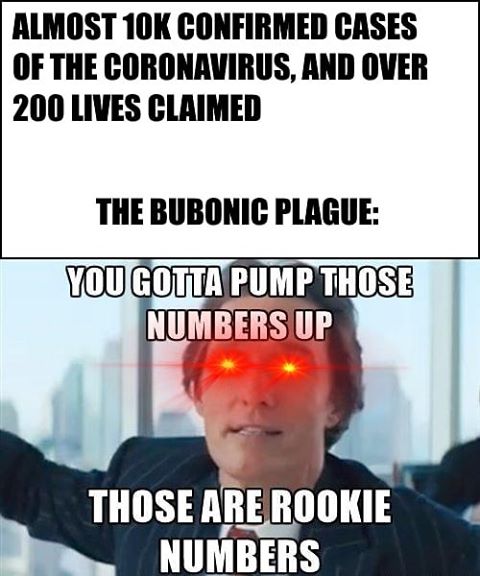 ALMOST 10K CONFIRMED CASES
OF THE CORONAVIRUS, AND OVER
200 LIVES CLAIMED
THE BUBONIC PLAGUE:
YOU GOTTA PUMP THOSE
NUMBERS UP
THOSE ARE ROOKIE
NUMBERS